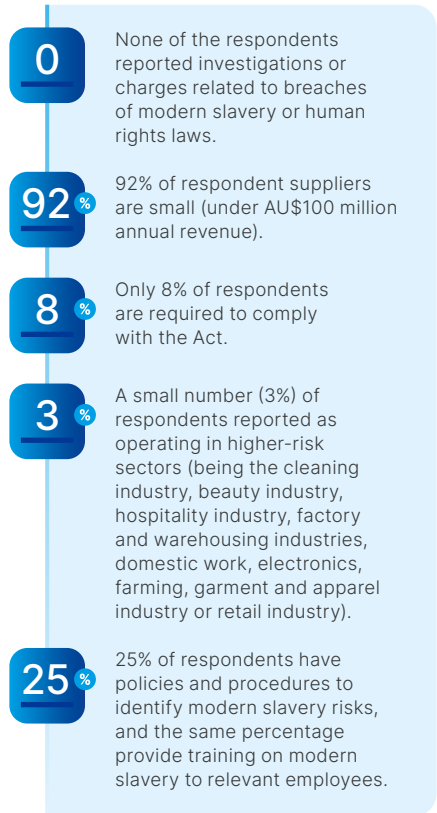 0
None of the respondents
reported investigations or
charges related to breaches
of modern slavery or human
rights laws.
92 %
92% of respondent suppliers
are small (under AU$100 million
annual revenue).
8 %
Only 8% of respondents
are required to comply
with the Act.
3 %
A small number (3%) of
respondents reported as
operating in higher-risk
sectors (being the cleaning
industry, beauty industry,
hospitality industry, factory
and warehousing industries,
domestic work, electronics,
farming, garment and apparel
industry or retail industry).
25 %
25% of respondents have
policies and procedures to
identify modern slavery risks,
and the same percentage
provide training on modern
slavery to relevant employees.